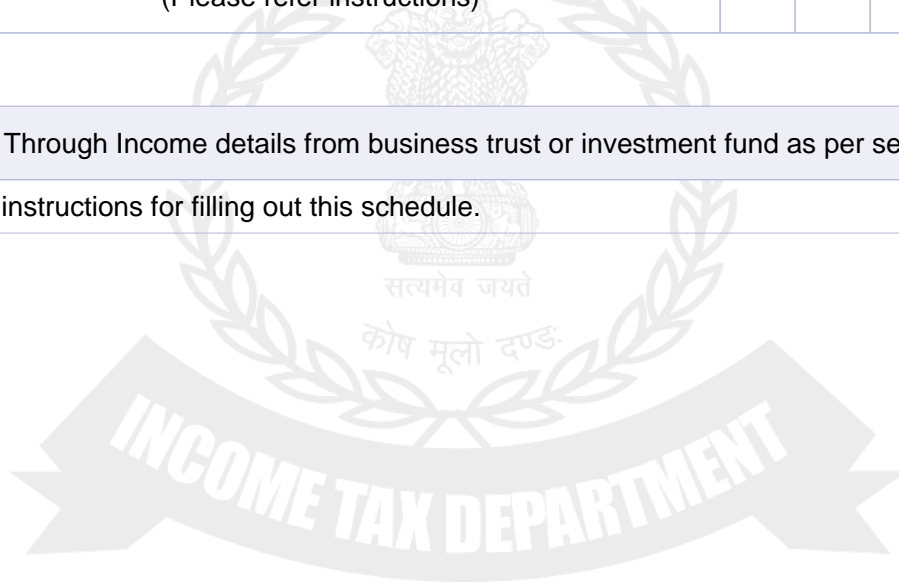 (Please refer instructions)
Through Income details from business trust or investment fund as per se
instructions for filling out this schedule.
सत्यमेव जयते
कोष मूलो दण्डः
INCOME TAX DEPARTMENT